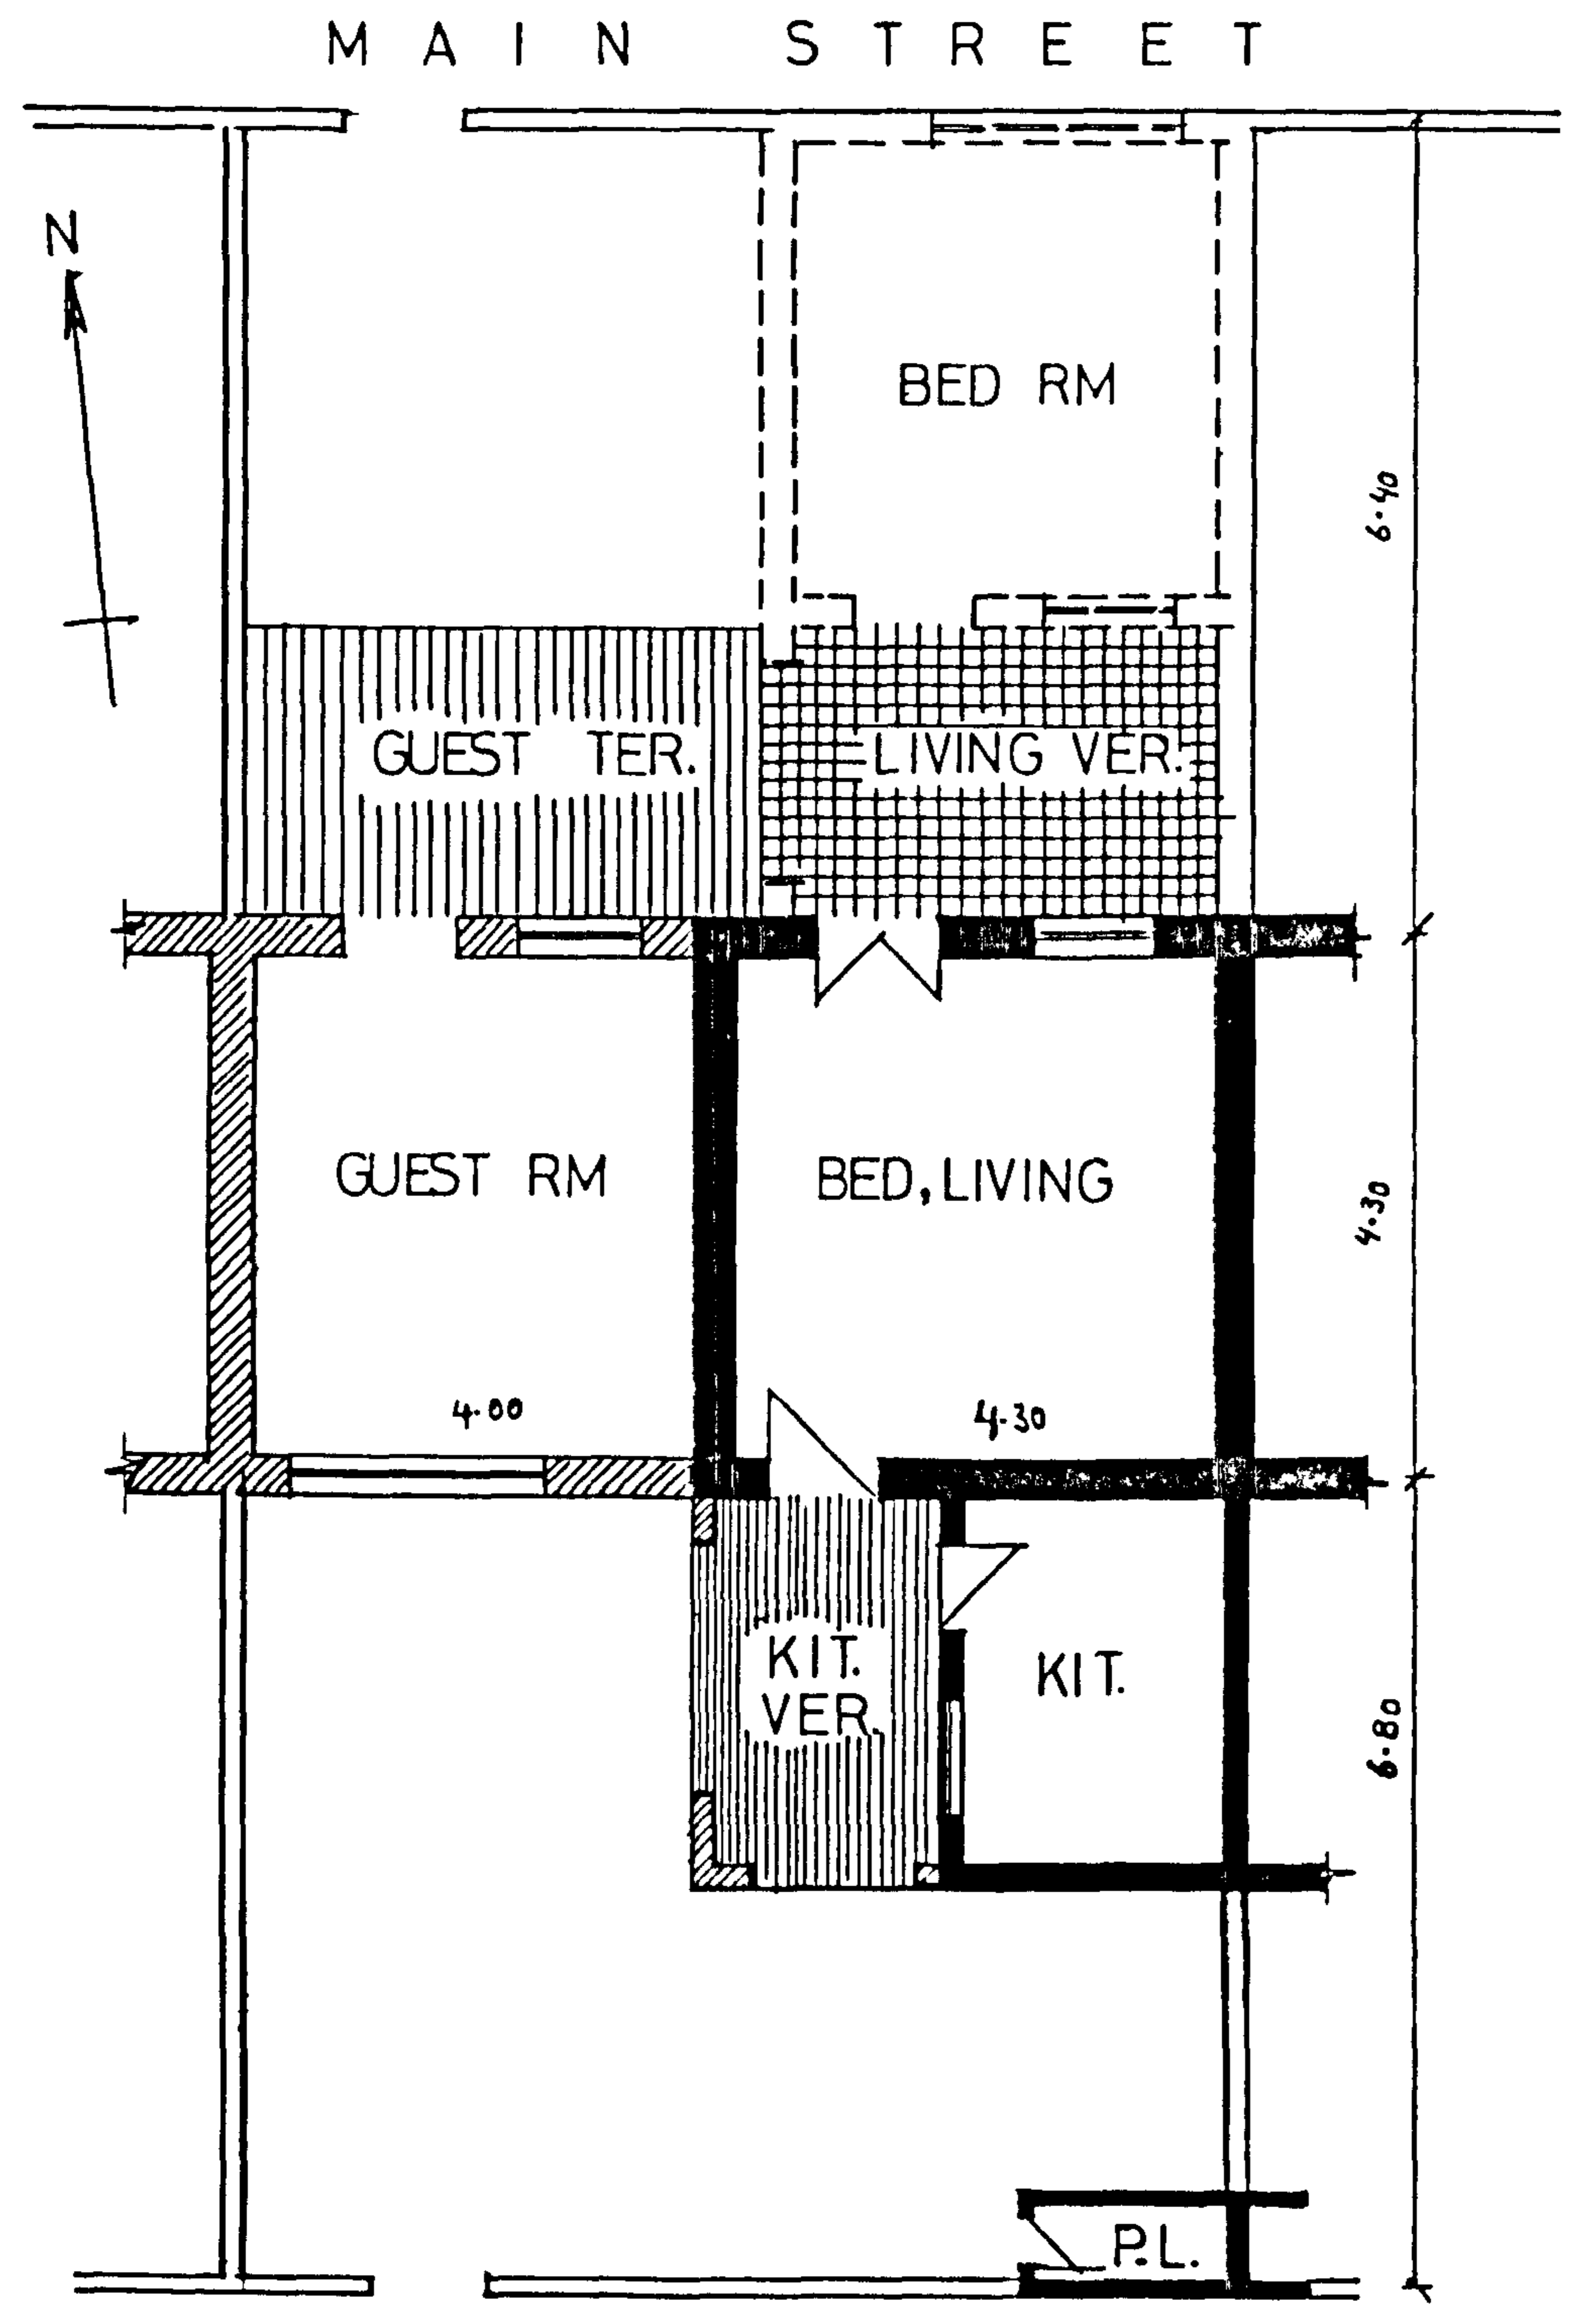 MAIN STREET
N
BED RM
6.40
GUEST TER.
LIVING VER.
GUEST RM
BED, LIVING
4.30
4.00
4.30
KIT.
VER.
KIT.
6.80
P.L.